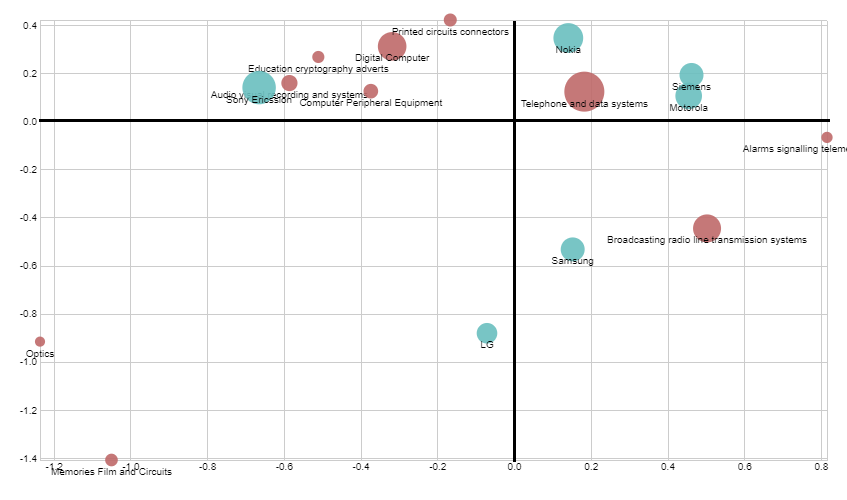 0.4
Printed circuits connectors
Nokia
Digital Computer
Education cryptography adverts
0.2
Siemens
Audio video recording and systems
Sony Ericssion
Computer Peripheral Equipment
Telephone and data systems
Motorola
0.0
Alarms signalling
-0.2
-0.4
Broadcasting radio line transmission systems
Samsung
-0.6
-0.8
LG
Optics
-1.0
-1.2
-1.4
-1.2
-1.0
-0.8
-0.6
-0.4
-0.2
0.0
0.2
0.4
0.6
0.8
Memories Film and Circuits